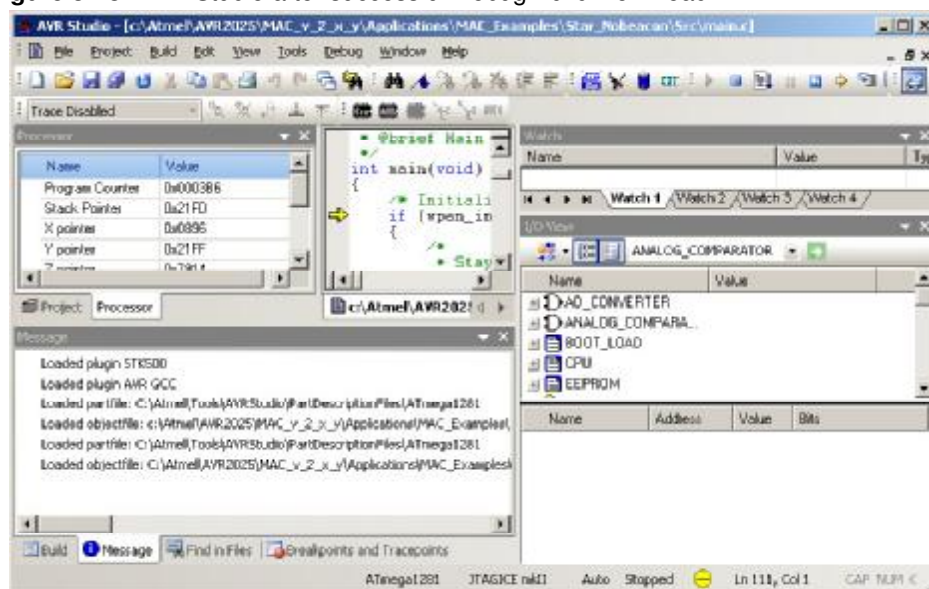 AVR Studio - [c:\Atmel\AVR2025\MAC_v_2_x_y\Applications\MAC_Examples\Star_Nobeacon\Src\main.c]
File Project Build Edit View Tools Debug Window Help
Trace Disabled
Processor
Name Value
Program Counter 0x0003B6
Stack Pointer 0x21FD
X pointer 0x0896
Y pointer 0x21FF
Project Processor
@brief Main
*/
int main(void)
{
/* Initiali
if (wpan_in
{
/*
* Stay
c:\Atmel\AVR202
Watch
Name Value
Watch 1 Watch 2 Watch 3 Watch 4
I/O View
ANALOG_COMPARATOR
Name Value
AD_CONVERTER
ANALOG_COMPARA...
BOOT_LOAD
CPU
EEPROM
Name Address Value Bits
Message
Loaded plugin STK500
Loaded plugin AVR GCC
Loaded partfile: C:\Atmel\Tools\AVRStudio\PartDescriptionFiles\ATmega1281
Loaded objectfile: c:\Atmel\AVR2025\MAC_v_2_x_y\Applications\MAC_Examples\
Loaded partfile: C:\Atmel\Tools\AVRStudio\PartDescriptionFiles\ATmega1281
Loaded objectfile: C:\Atmel\AVR2025\MAC_v_2_x_y\Applications\MAC_Examples\
Build Message Find in Files Breakpoints and Tracepoints
ATmega1281 JTAGICE mkII Auto Stopped Ln 111, Col 1 CAP NUM